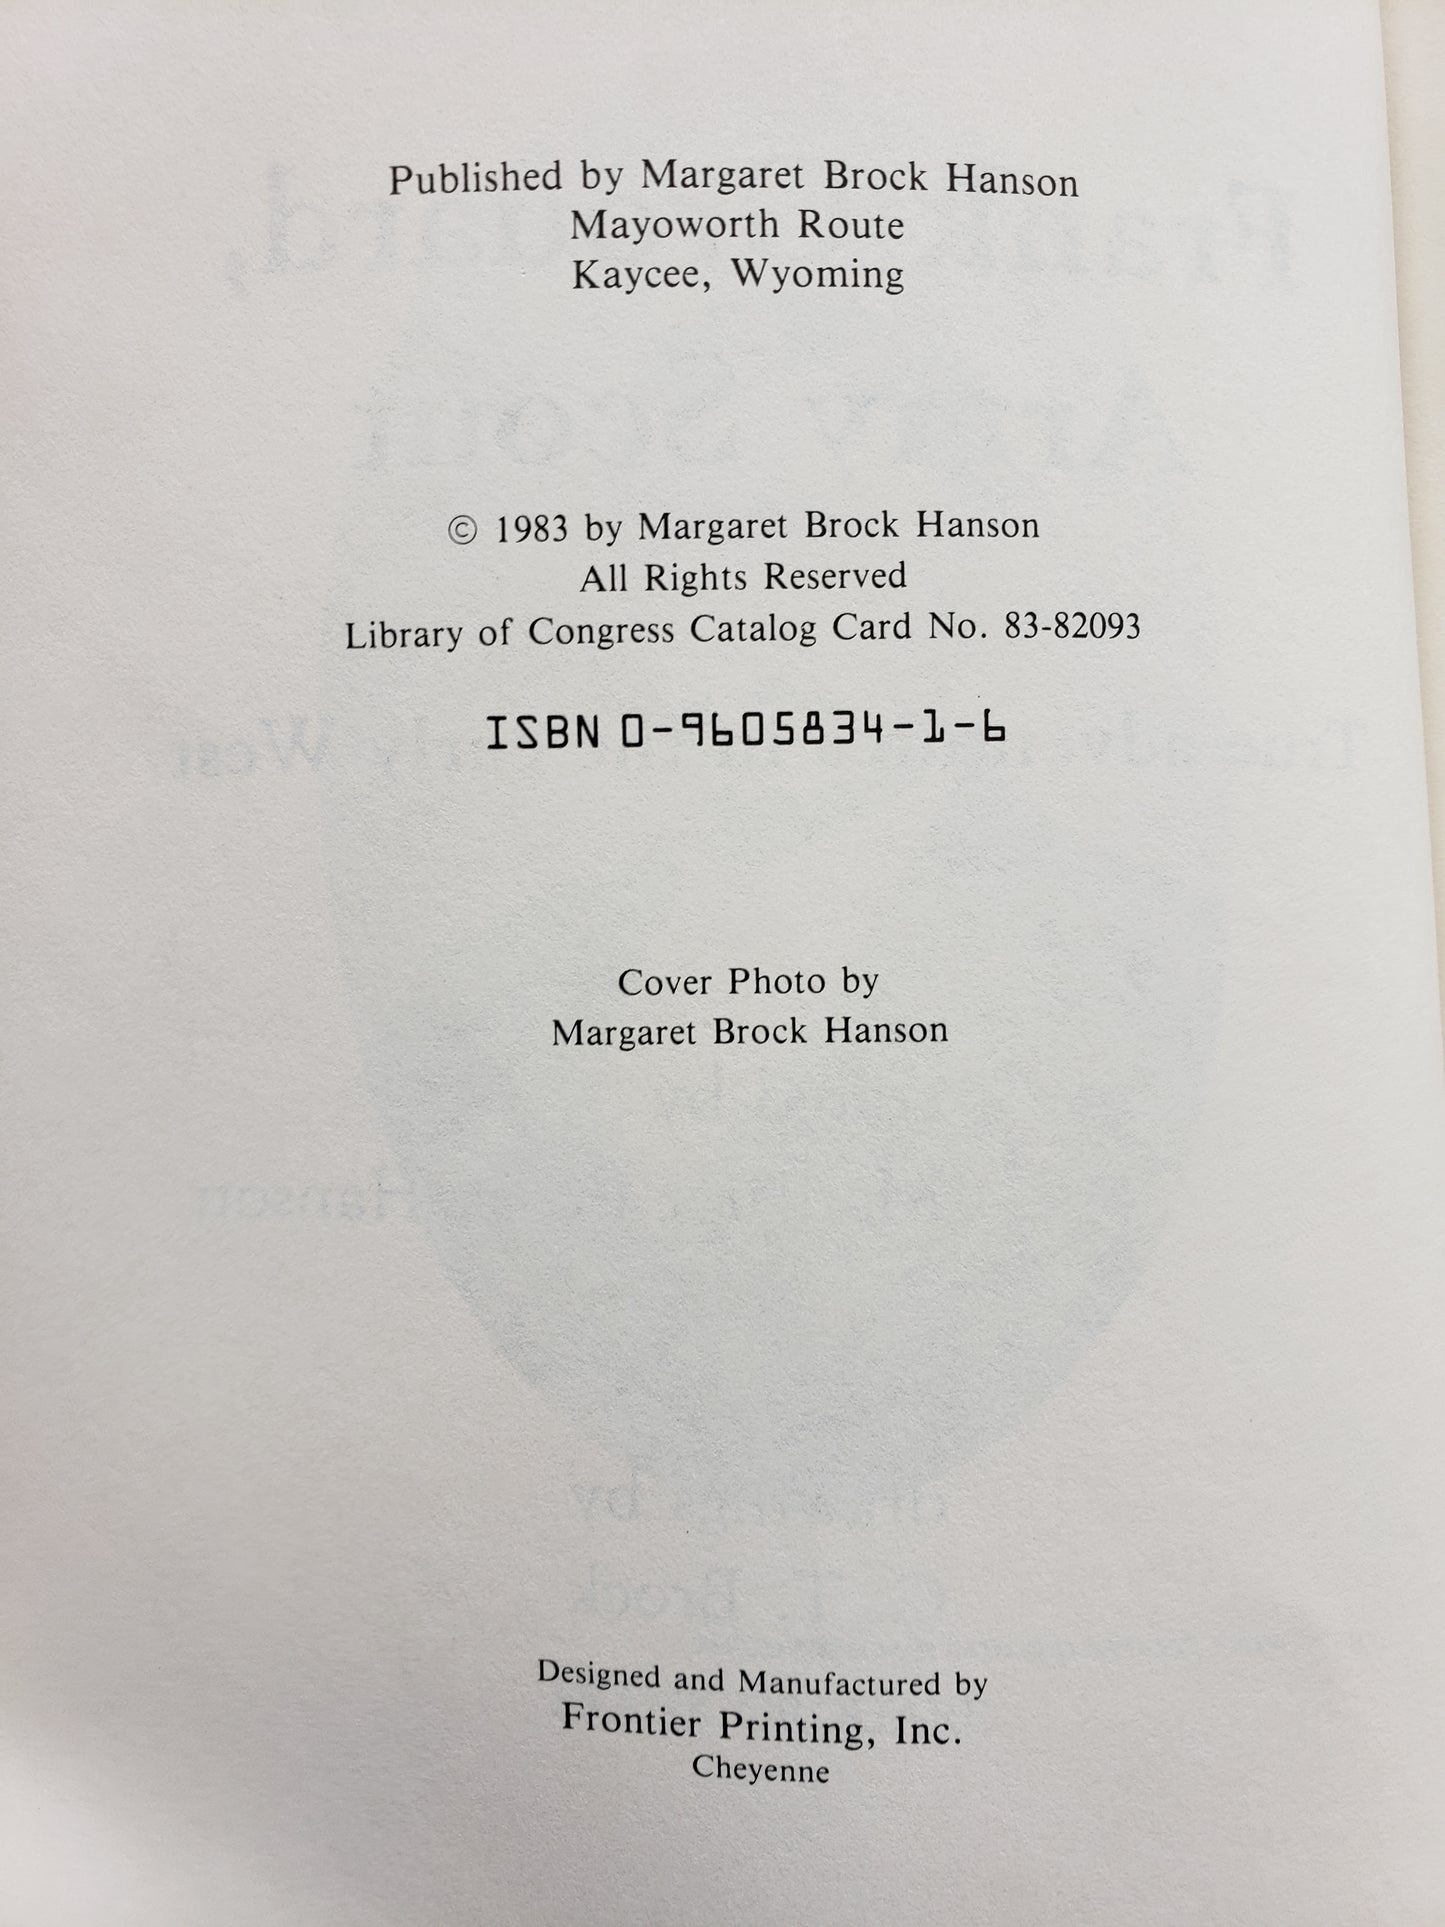 Published by Margaret Brock Hanson
Mayoworth Route
Kaycee, Wyoming
© 1983 by Margaret Brock Hanson
All Rights Reserved
Library of Congress Catalog Card No. 83-82093
ISBN 0-9605834-1-6
Cover Photo by
Margaret Brock Hanson
Designed and Manufactured by
Frontier Printing, Inc.
Cheyenne